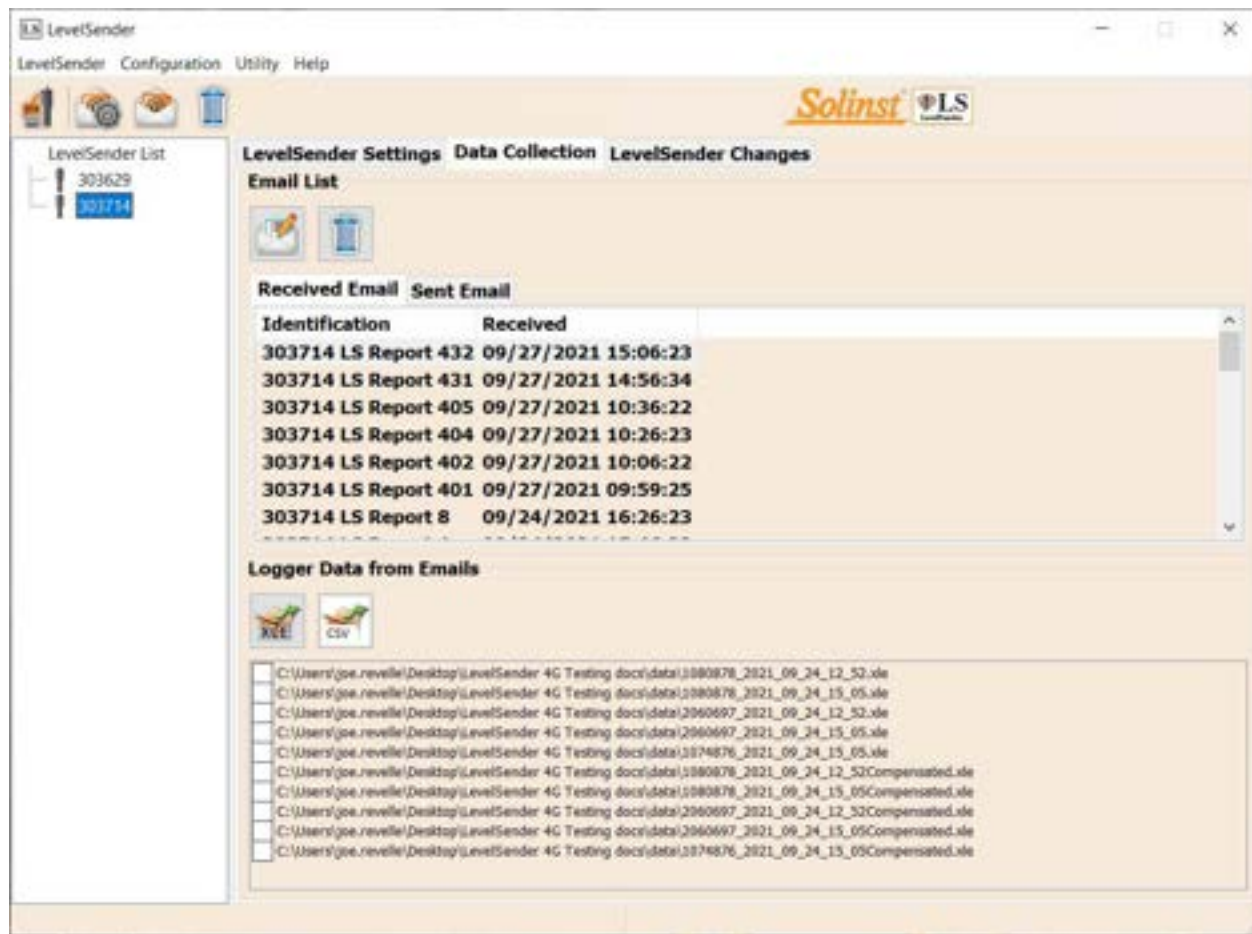 LS LevelSender
LevelSender Configuration Utility Help
Solinst LS
LevelSender List
303629
303714
LevelSender Settings Data Collection LevelSender Changes
Email List
Received Email Sent Email
Identification Received
303714 LS Report 432 09/27/2021 15:06:23
303714 LS Report 431 09/27/2021 14:56:34
303714 LS Report 405 09/27/2021 10:36:22
303714 LS Report 404 09/27/2021 10:26:23
303714 LS Report 402 09/27/2021 10:06:22
303714 LS Report 401 09/27/2021 09:59:25
303714 LS Report 8 09/24/2021 16:26:23
Logger Data from Emails
XLE CSV
C:\Users\joe.revelle\Desktop\LevelSender 4G Testing docs\data\1080878_2021_09_24_12_52.xle
C:\Users\joe.revelle\Desktop\LevelSender 4G Testing docs\data\1080878_2021_09_24_15_05.xle
C:\Users\joe.revelle\Desktop\LevelSender 4G Testing docs\data\2060697_2021_09_24_12_52.xle
C:\Users\joe.revelle\Desktop\LevelSender 4G Testing docs\data\2060697_2021_09_24_15_05.xle
C:\Users\joe.revelle\Desktop\LevelSender 4G Testing docs\data\1074876_2021_09_24_15_05.xle
C:\Users\joe.revelle\Desktop\LevelSender 4G Testing docs\data\1080878_2021_09_24_12_52Compensated.xle
C:\Users\joe.revelle\Desktop\LevelSender 4G Testing docs\data\1080878_2021_09_24_15_05Compensated.xle
C:\Users\joe.revelle\Desktop\LevelSender 4G Testing docs\data\2060697_2021_09_24_12_52Compensated.xle
C:\Users\joe.revelle\Desktop\LevelSender 4G Testing docs\data\2060697_2021_09_24_15_05Compensated.xle
C:\Users\joe.revelle\Desktop\LevelSender 4G Testing docs\data\1074876_2021_09_24_15_05Compensated.xle